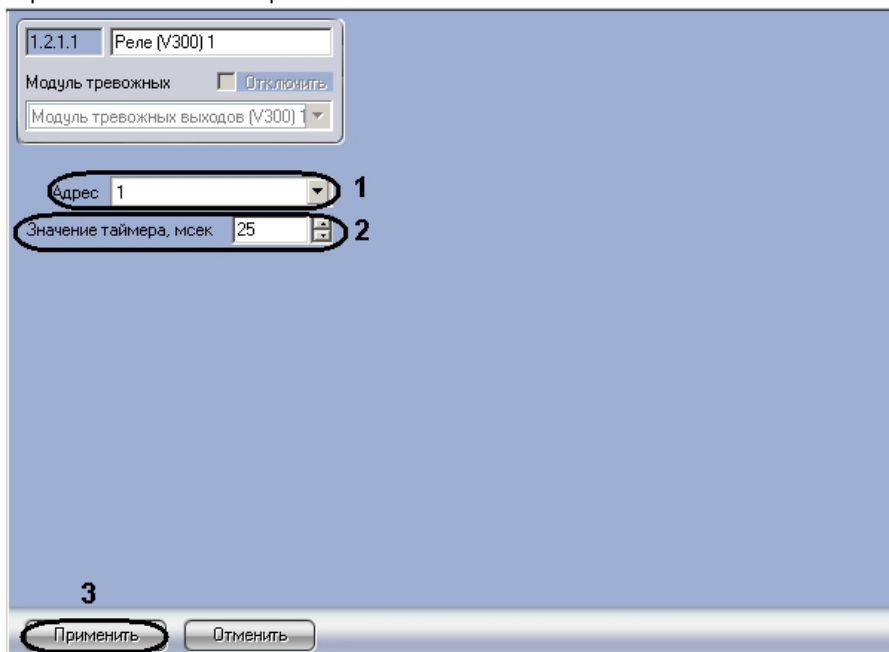 1.2.1.1 Реле (V300) 1
Модуль тревожных Отключить
Модуль тревожных выходов (V300) 1
Адрес 1 1
Значение таймера, мсек 25 2
3
Применить Отменить